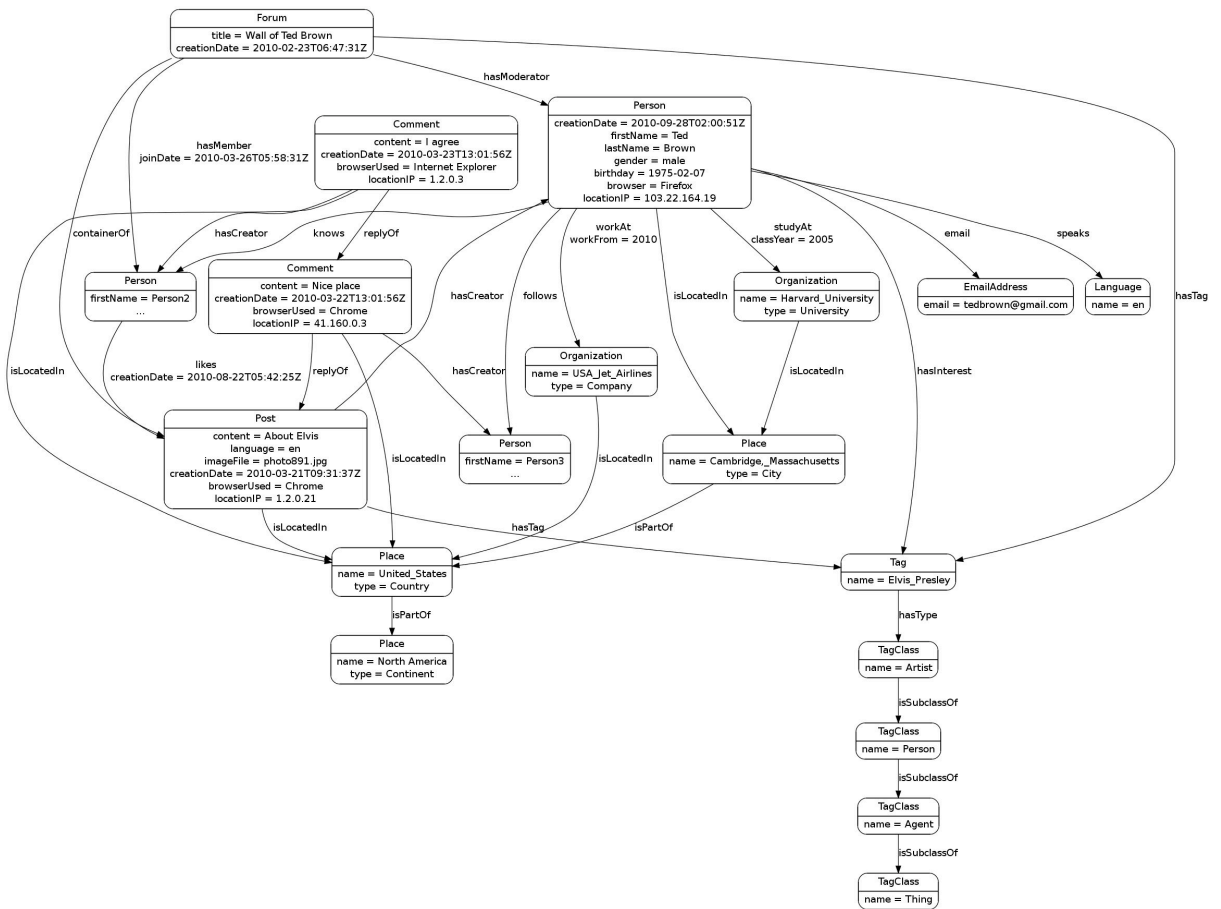 Forum
title = Wall of Ted Brown
creationDate = 2010-02-23T06:47:31Z
hasModerator
Person
creationDate = 2010-09-28T02:00:51Z
firstName = Ted
lastName = Brown
gender = male
birthday = 1975-02-07
browser = Firefox
locationIP = 103.22.164.19
Comment
content = I agree
creationDate = 2010-03-23T13:01:56Z
browserUsed = Internet Explorer
locationIP = 1.2.0.3
hasMember
joinDate = 2010-03-26T05:58:31Z
containerOf
hasCreator
knows
replyOf
workAt
workFrom = 2010
studyAt
classYear = 2005
email
speaks
Person
firstName = Person2
...
Comment
content = Nice place
creationDate = 2010-03-22T13:01:56Z
browserUsed = Chrome
locationIP = 41.160.0.3
hasCreator
follows
isLocatedIn
Organization
name = Harvard_University
type = University
EmailAddress
email = tedbrown@gmail.com
Language
name = en
hasTag
isLocatedIn
likes
creationDate = 2010-08-22T05:42:25Z
replyOf
hasCreator
Organization
name = USA_Jet_Airlines
type = Company
isLocatedIn
hasInterest
Post
content = About Elvis
language = en
imageFile = photo891.jpg
creationDate = 2010-03-21T09:31:37Z
browserUsed = Chrome
locationIP = 1.2.0.21
isLocatedIn
Person
firstName = Person3
...
isLocatedIn
Place
name = Cambridge,_Massachusetts
type = City
isLocatedIn
hasTag
isPartOf
Place
name = United_States
type = Country
Tag
name = Elvis_Presley
isPartOf
hasType
Place
name = North America
type = Continent
TagClass
name = Artist
isSubclassOf
TagClass
name = Person
isSubclassOf
TagClass
name = Agent
isSubclassOf
TagClass
name = Thing